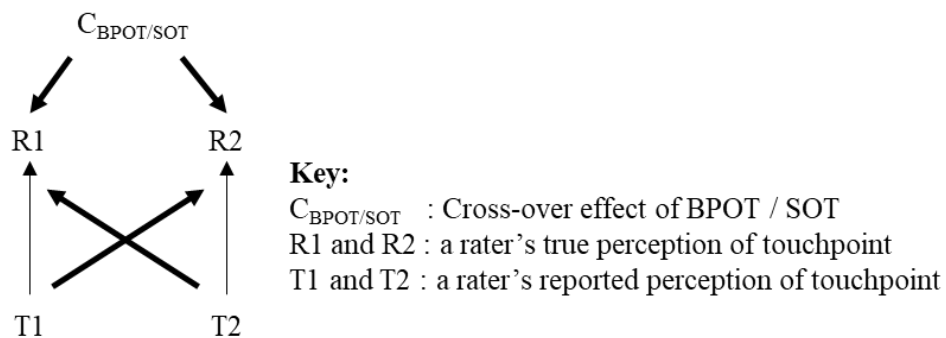 C_BPOT/SOT
R1 R2
Key:
C_BPOT/SOT : Cross-over effect of BPOT / SOT
R1 and R2 : a rater’s true perception of touchpoint
T1 and T2 : a rater’s reported perception of touchpoint
T1 T2